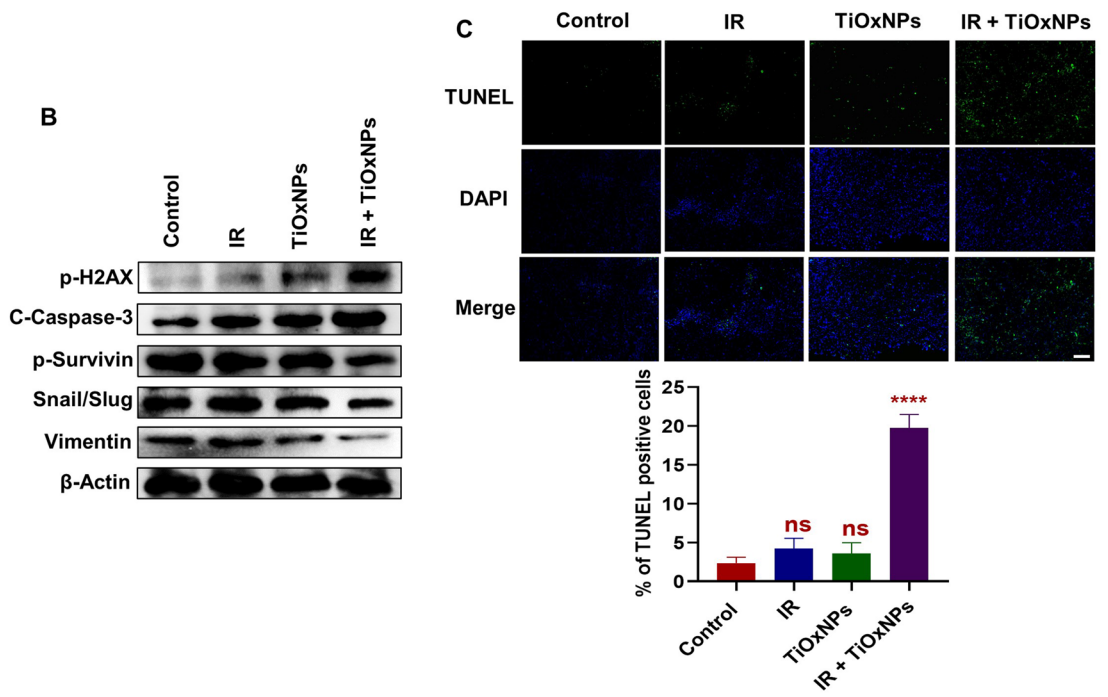 B
Control
IR
TiOxNPs
IR + TiOxNPs
p-H2AX
C-Caspase-3
p-Survivin
Snail/Slug
Vimentin
β-Actin
C
Control IR TiOxNPs IR + TiOxNPs
TUNEL
DAPI
Merge
% of TUNEL positive cells
25
20
15
10
5
0
ns
ns
****
Control
IR
TiOxNPs
IR + TiOxNPs